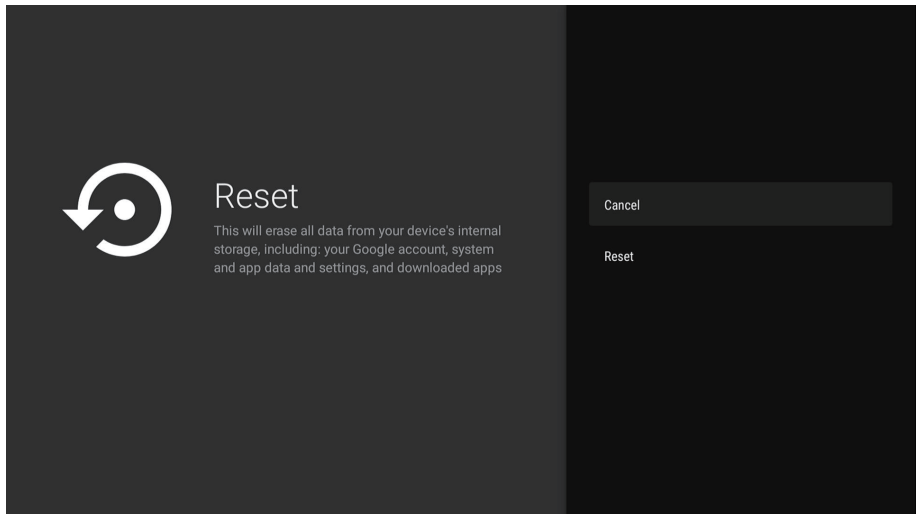 Reset
This will erase all data from your device's internal
storage, including: your Google account, system
and app data and settings, and downloaded apps
Cancel
Reset